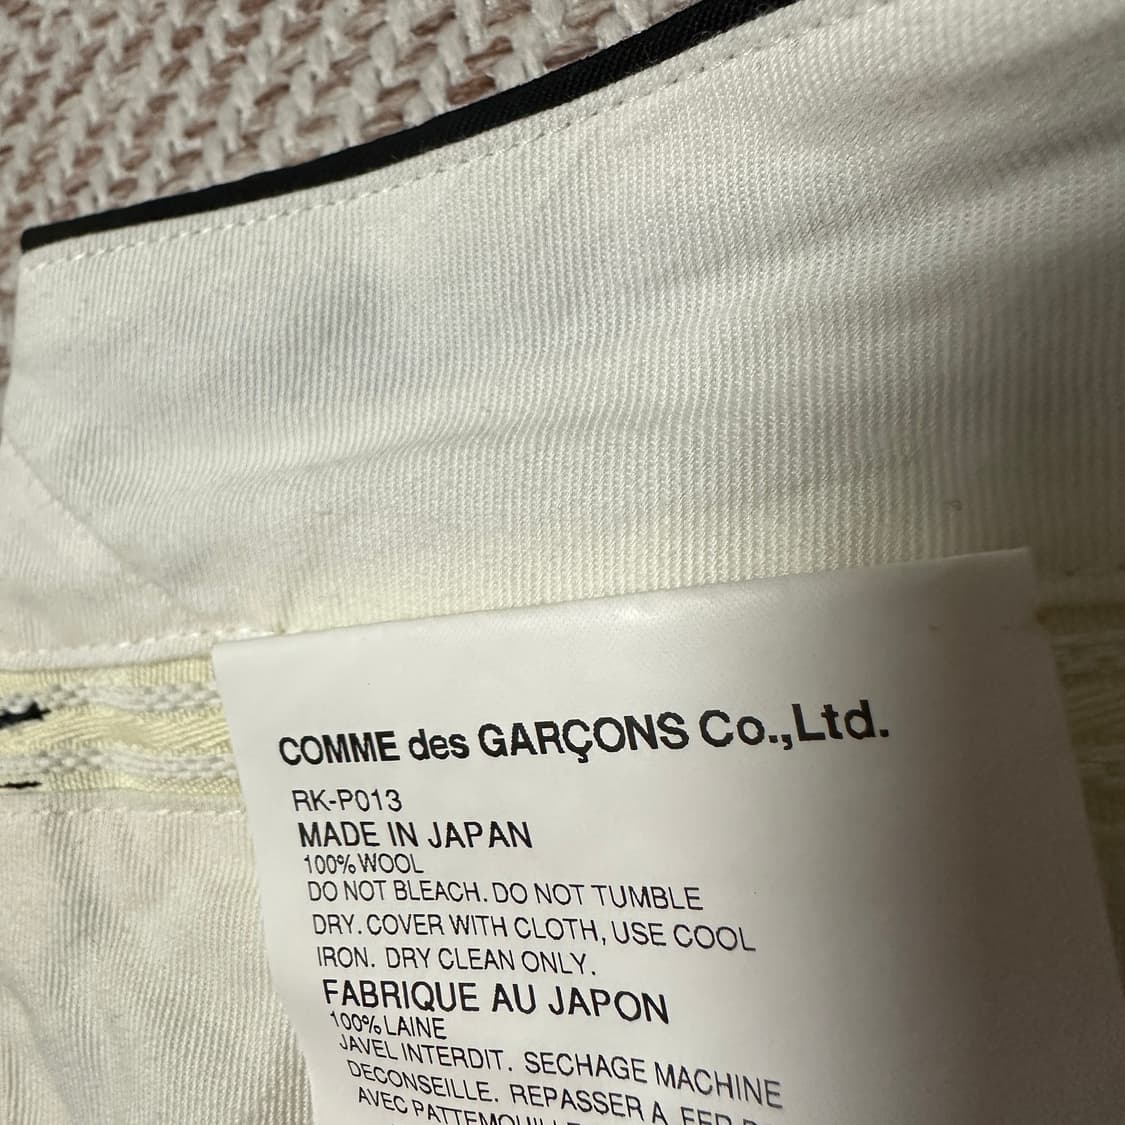 COMME des GARÇONS Co.,Ltd.
RK-P013
MADE IN JAPAN
100% WOOL
DO NOT BLEACH. DO NOT TUMBLE
DRY. COVER WITH CLOTH, USE COOL
IRON. DRY CLEAN ONLY.
FABRIQUE AU JAPON
100% LAINE
JAVEL INTERDIT. SECHAGE MACHINE
DECONSEILLE. REPASSER A FER
AVEC